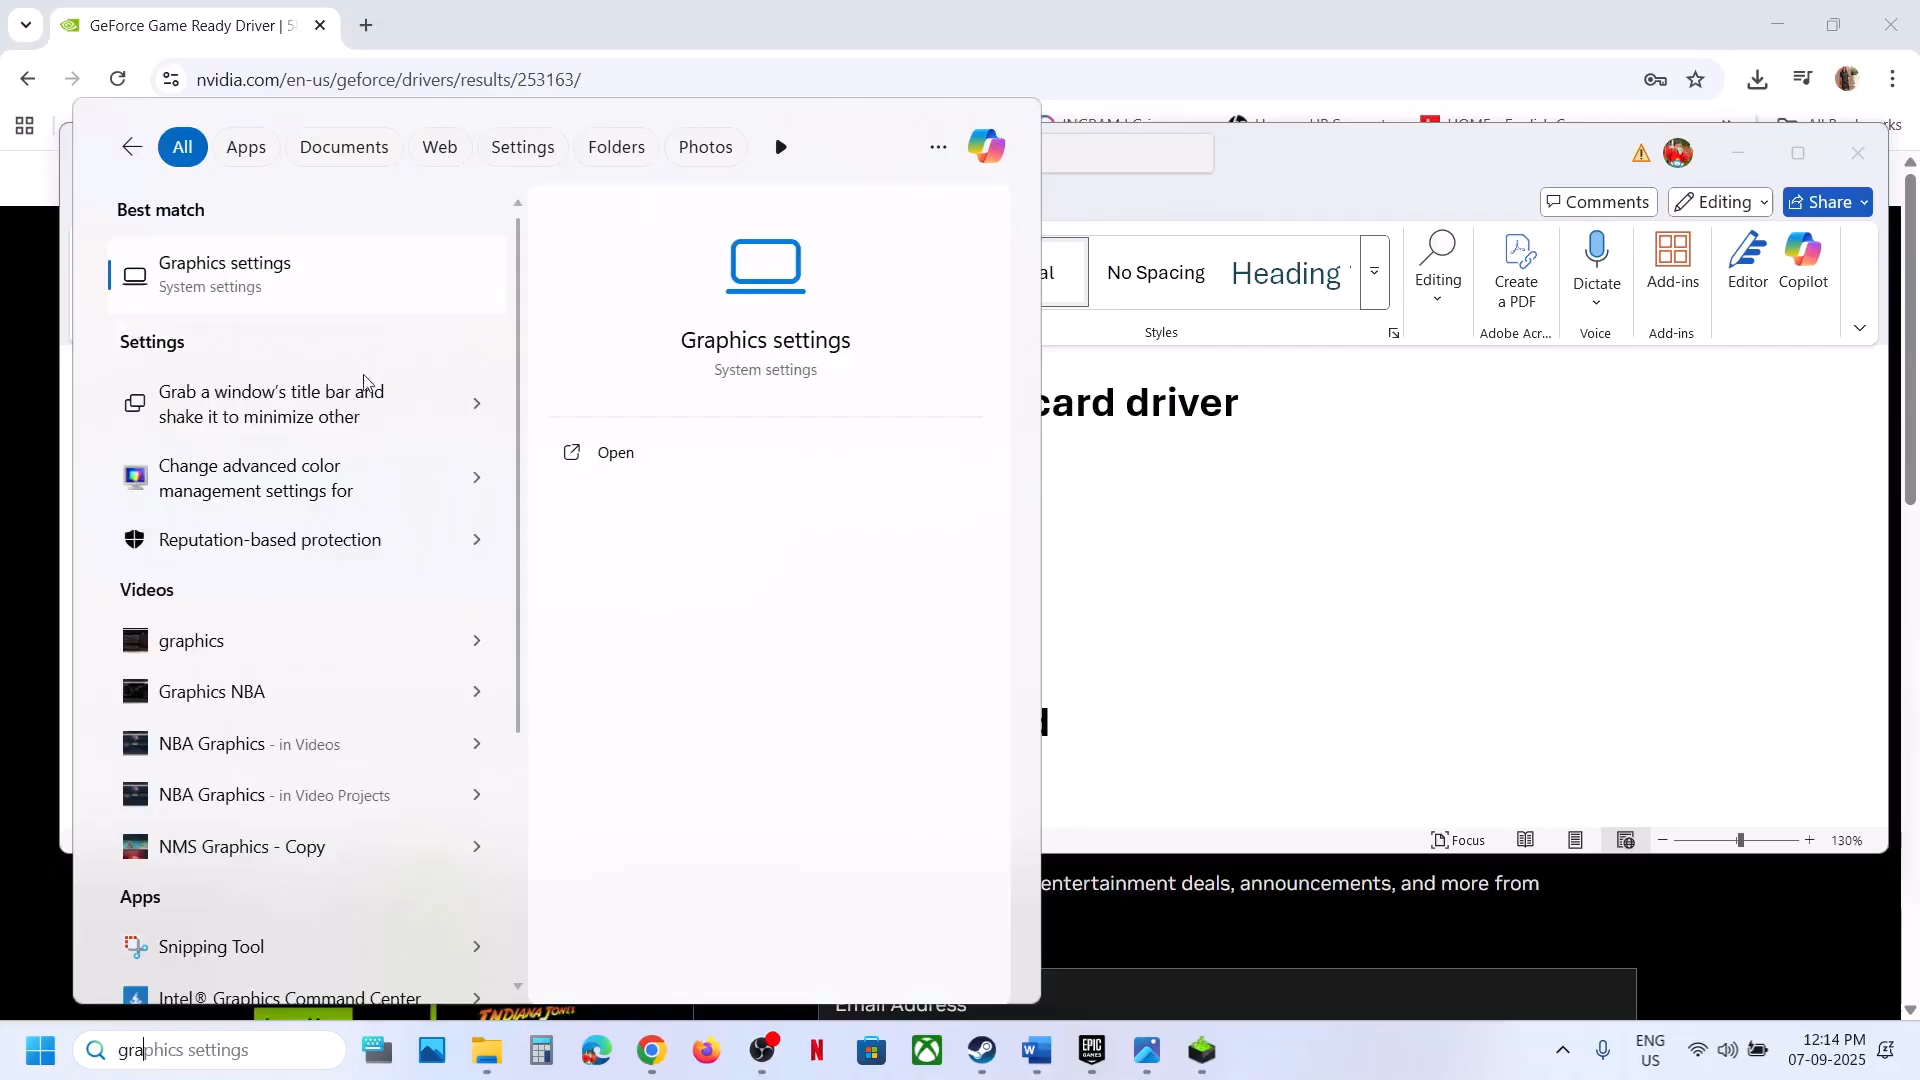 GeForce Game Ready Driver | 5
nvidia.com/en-us/geforce/drivers/results/253163/
All
Apps
Documents
Web
Settings
Folders
Photos
Best match
Graphics settings
System settings
Settings
Grab a window's title bar and
shake it to minimize other
Change advanced color
management settings for
Reputation-based protection
Videos
graphics
Graphics NBA
NBA Graphics - in Videos
NBA Graphics - in Video Projects
NMS Graphics - Copy
Apps
Snipping Tool
Intel® Graphics Command Center
Graphics settings
System settings
Open
Comments
Editing
Share
No Spacing
Heading
Styles
Editing
Create
a PDF
Adobe Acr...
Dictate
Voice
Add-ins
Add-ins
Editor
Copilot
card driver
Focus
130%
entertainment deals, announcements, and more from
Email Address
INDIANA JONES
graphics settings
ENG
US
12:14 PM
07-09-2025